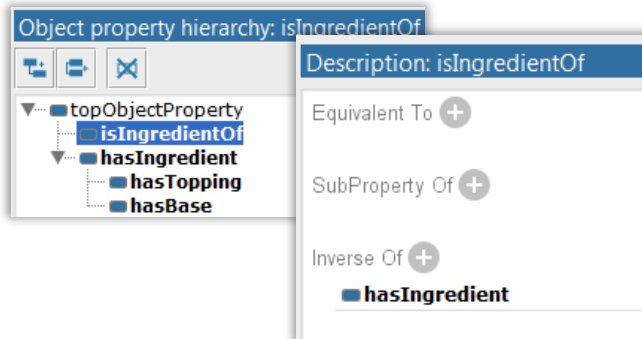 Object property hierarchy: isIngredientOf
topObjectProperty
isIngredientOf
hasIngredient
hasTopping
hasBase
Description: isIngredientOf
Equivalent To
SubProperty Of
Inverse Of
hasIngredient